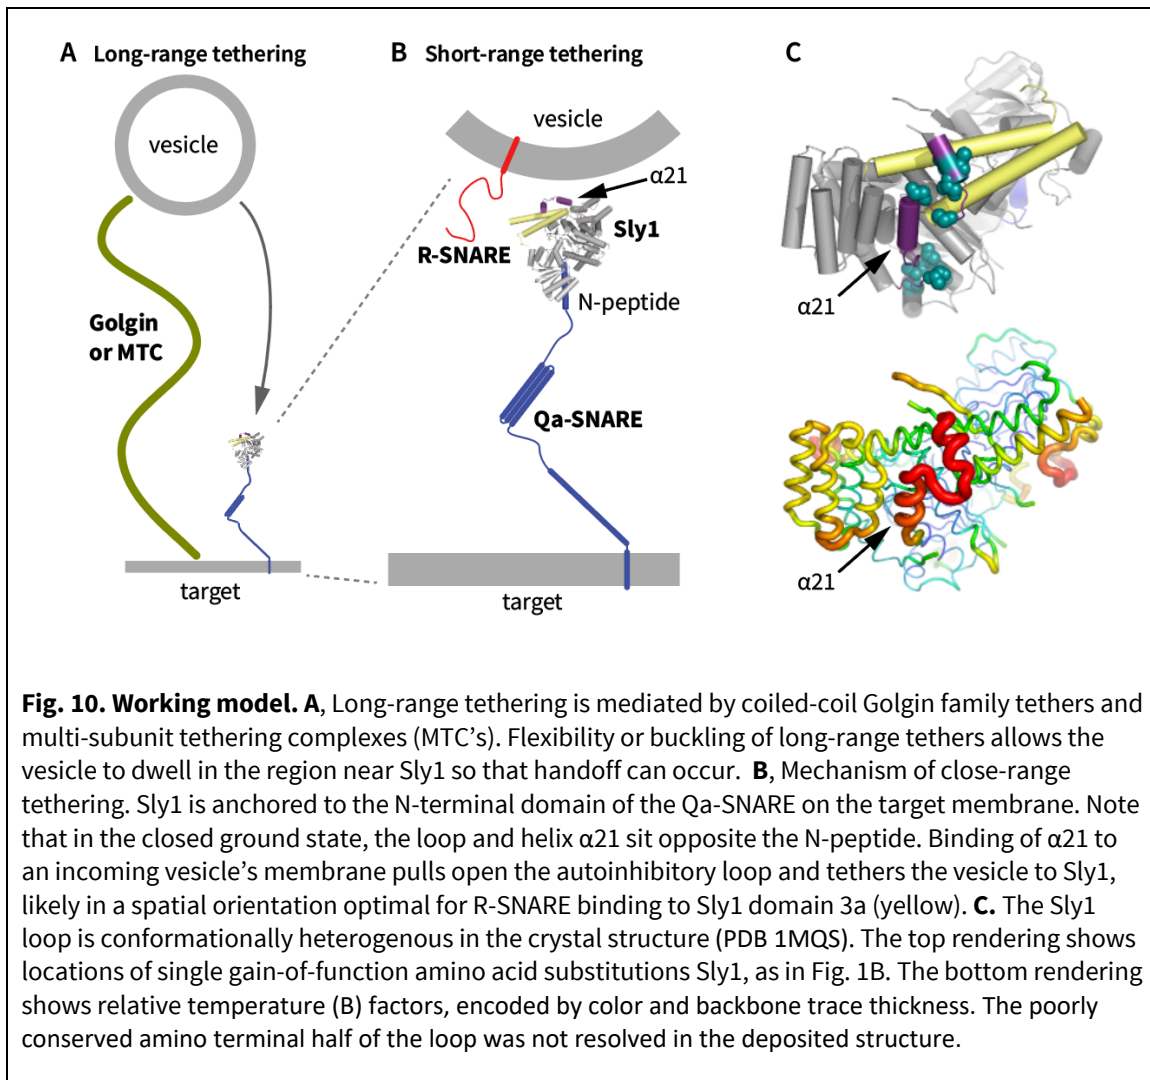 A Long-range tethering
vesicle
Golgin
or MTC
target
B Short-range tethering
vesicle
α21
Sly1
R-SNARE
N-peptide
Qa-SNARE
target
C
α21
α21
Fig. 10. Working model. A, Long-range tethering is mediated by coiled-coil Golgin family tethers and
multi-subunit tethering complexes (MTC’s). Flexibility or buckling of long-range tethers allows the
vesicle to dwell in the region near Sly1 so that handoff can occur. B, Mechanism of close-range
tethering. Sly1 is anchored to the N-terminal domain of the Qa-SNARE on the target membrane. Note
that in the closed ground state, the loop and helix α21 sit opposite the N-peptide. Binding of α21 to
an incoming vesicle’s membrane pulls open the autoinhibitory loop and tethers the vesicle to Sly1,
likely in a spatial orientation optimal for R-SNARE binding to Sly1 domain 3a (yellow). C. The Sly1
loop is conformationally heterogenous in the crystal structure (PDB 1MQS). The top rendering shows
locations of single gain-of-function amino acid substitutions Sly1, as in Fig. 1B. The bottom rendering
shows relative temperature (B) factors, encoded by color and backbone trace thickness. The poorly
conserved amino terminal half of the loop was not resolved in the deposited structure.